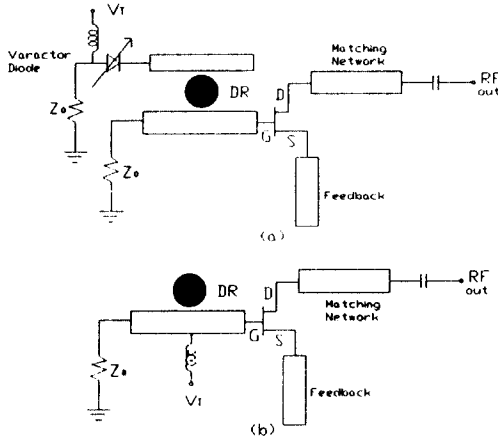 VT
Varactor
Diode
Zo
DR
Zo
G
D
S
Matching
Network
RF
out
Feedback
(a)
DR
Zo
VT
G
D
S
Matching
Network
RF
out
Feedback
(b)